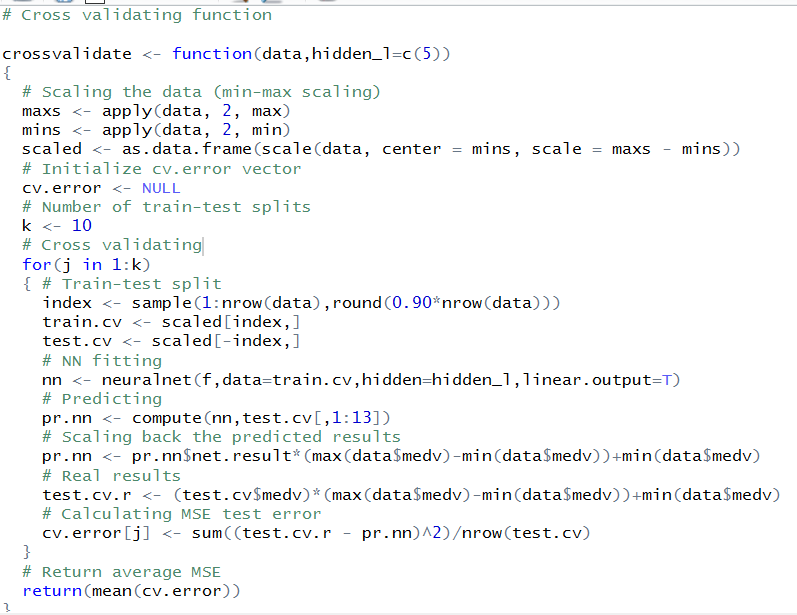 # Cross validating function
crossvalidate <- function(data,hidden_l=c(5))
{
# Scaling the data (min-max scaling)
maxs <- apply(data, 2, max)
mins <- apply(data, 2, min)
scaled <- as.data.frame(scale(data, center = mins, scale = maxs - mins))
# Initialize cv.error vector
cv.error <- NULL
# Number of train-test splits
k <- 10
# Cross validating
for(j in 1:k)
{ # Train-test split
index <- sample(1:nrow(data),round(0.90*nrow(data)))
train.cv <- scaled[index,]
test.cv <- scaled[-index,]
# NN fitting
nn <- neuralnet(f,data=train.cv,hidden=hidden_l,linear.output=T)
# Predicting
pr.nn <- compute(nn,test.cv[,1:13])
# Scaling back the predicted results
pr.nn <- pr.nn$net.result*(max(data$medv)-min(data$medv))+min(data$medv)
# Real results
test.cv.r <- (test.cv$medv)*(max(data$medv)-min(data$medv))+min(data$medv)
# Calculating MSE test error
cv.error[j] <- sum((test.cv.r - pr.nn)^2)/nrow(test.cv)
}
# Return average MSE
return(mean(cv.error))
}